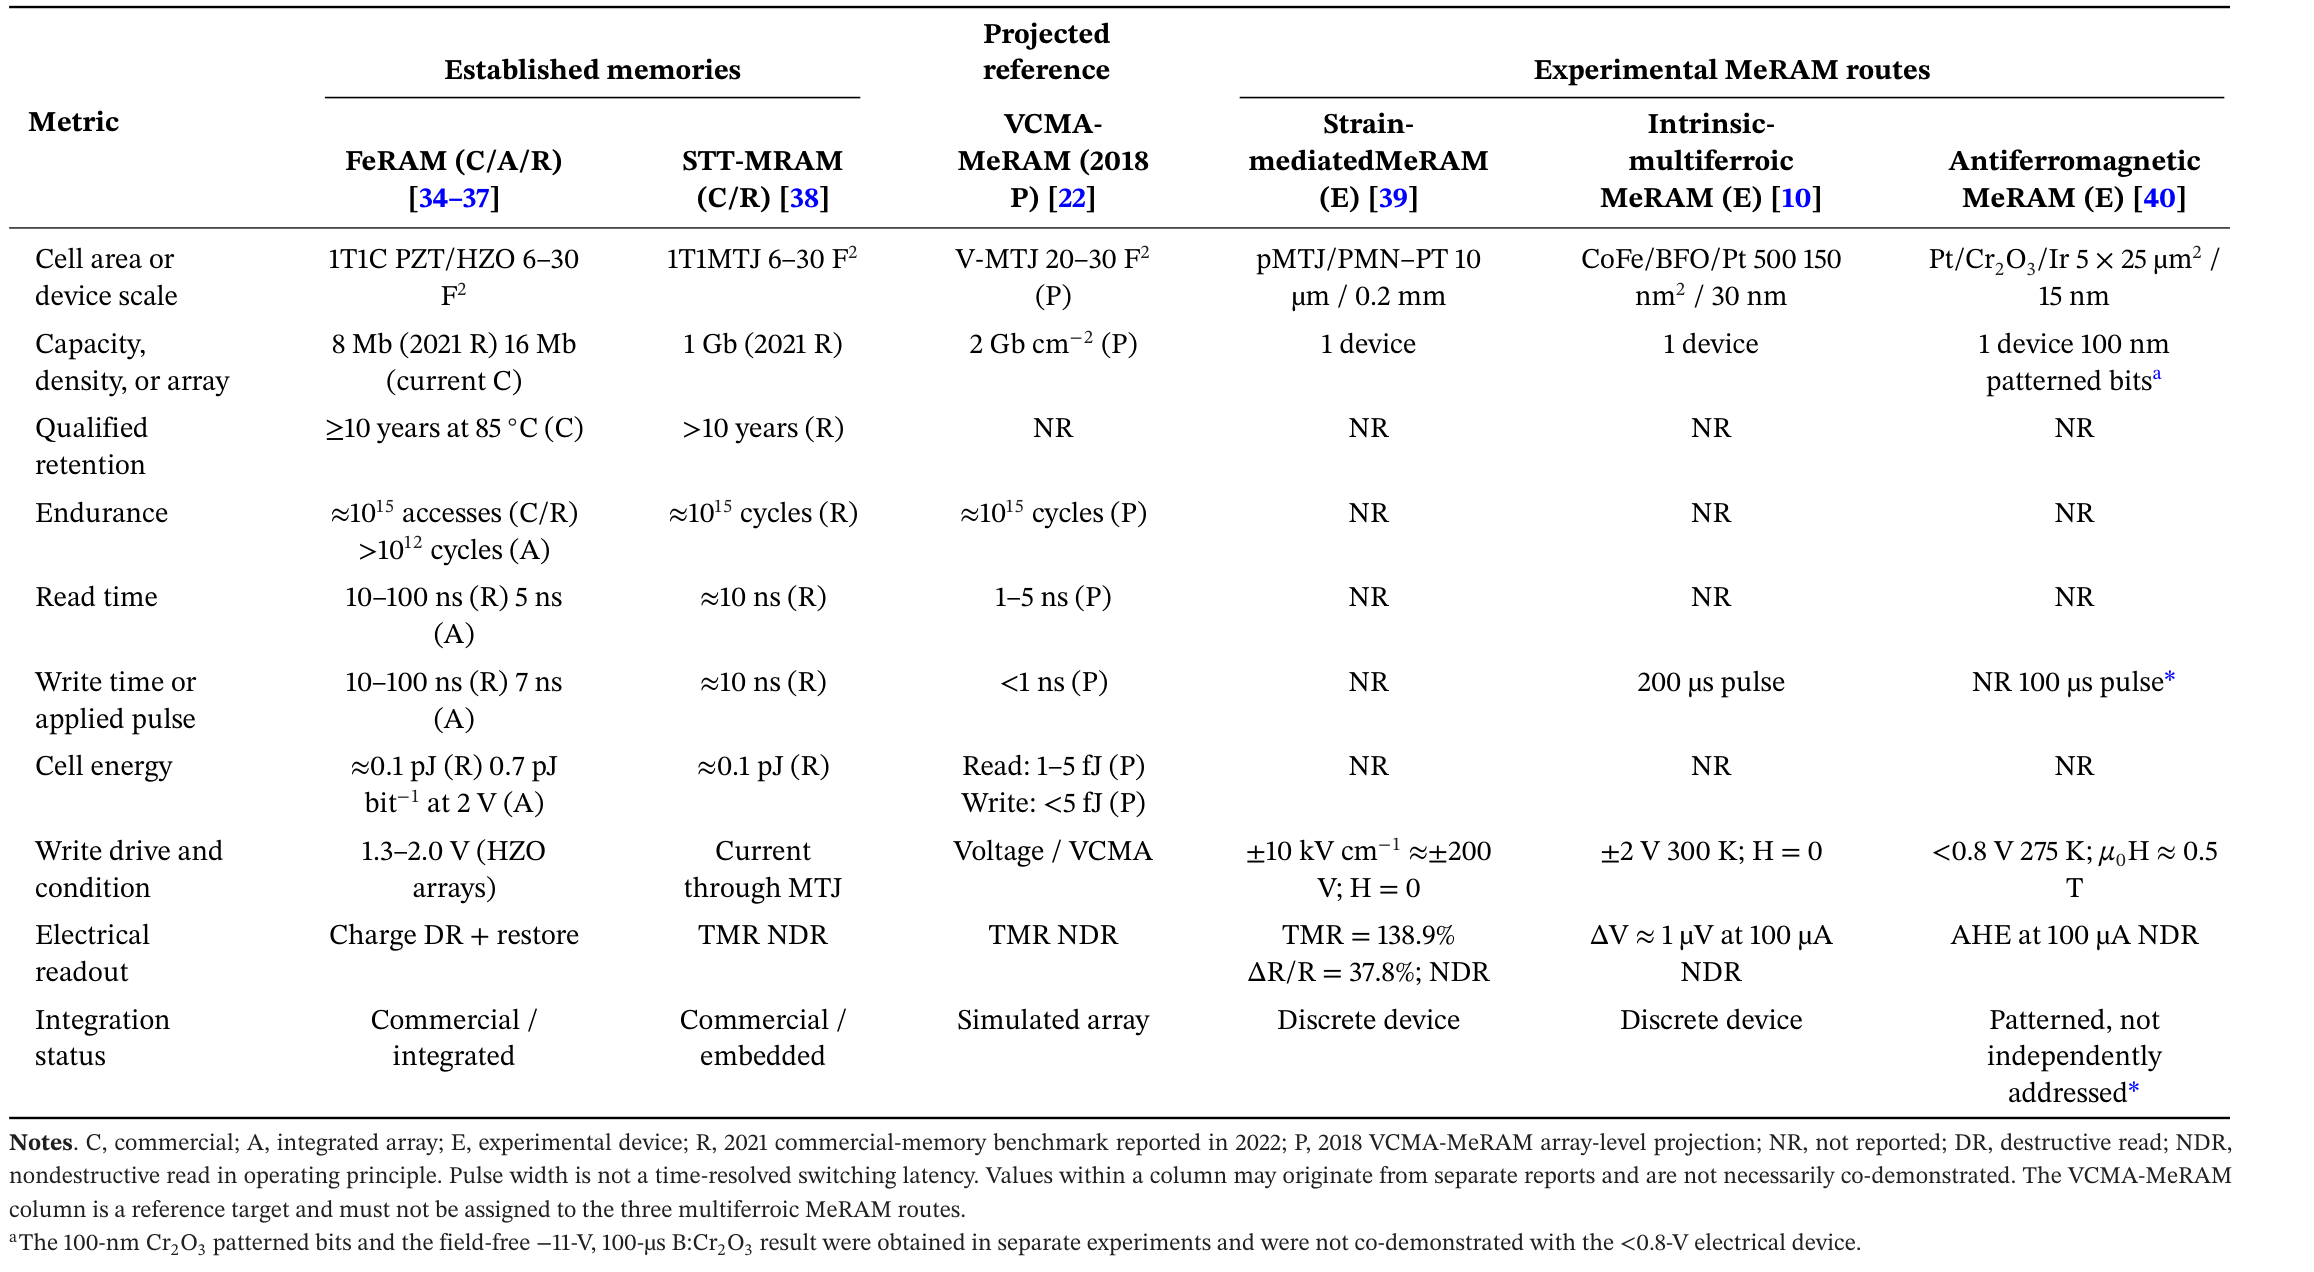 Projected
Established memories reference Experimental MeRAM routes
Metric VCMA- Strain- Intrinsic-
FeRAM (C/A/R) STT-MRAM MeRAM (2018 mediatedMeRAM multiferroic Antiferromagnetic
[34–37] (C/R) [38] P) [22] (E) [39] MeRAM (E) [10] MeRAM (E) [40]
Cell area or 1T1C PZT/HZO 6–30 1T1MTJ 6–30 F² V-MTJ 20–30 F² pMTJ/PMN–PT 10 CoFe/BFO/Pt 500 150 Pt/Cr₂O₃/Ir 5 × 25 μm² /
device scale F² (P) μm / 0.2 mm nm² / 30 nm 15 nm
Capacity, 8 Mb (2021 R) 16 Mb 1 Gb (2021 R) 2 Gb cm⁻² (P) 1 device 1 device 1 device 100 nm
density, or array (current C) patterned bitsᵃ
Qualified ≥10 years at 85 °C (C) >10 years (R) NR NR NR NR
retention
Endurance ≈10¹⁵ accesses (C/R) ≈10¹⁵ cycles (R) ≈10¹⁵ cycles (P) NR NR NR
>10¹² cycles (A)
Read time 10–100 ns (R) 5 ns ≈10 ns (R) 1–5 ns (P) NR NR NR
(A)
Write time or 10–100 ns (R) 7 ns ≈10 ns (R) <1 ns (P) NR 200 μs pulse NR 100 μs pulse*
applied pulse (A)
Cell energy ≈0.1 pJ (R) 0.7 pJ ≈0.1 pJ (R) Read: 1–5 fJ (P) NR NR NR
bit⁻¹ at 2 V (A) Write: <5 fJ (P)
Write drive and 1.3–2.0 V (HZO Current Voltage / VCMA ±10 kV cm⁻¹ ≈±200 ±2 V 300 K; H = 0 <0.8 V 275 K; μ₀H ≈ 0.5
condition arrays) through MTJ V; H = 0 T
Electrical Charge DR + restore TMR NDR TMR NDR TMR = 138.9% ΔV ≈ 1 μV at 100 μA AHE at 100 μA NDR
readout ΔR/R = 37.8%; NDR NDR
Integration Commercial / Commercial / Simulated array Discrete device Discrete device Patterned, not
status integrated embedded independently
addressed*
Notes. C, commercial; A, integrated array; E, experimental device; R, 2021 commercial-memory benchmark reported in 2022; P, 2018 VCMA-MeRAM array-level projection; NR, not reported; DR, destructive read; NDR,
nondestructive read in operating principle. Pulse width is not a time-resolved switching latency. Values within a column may originate from separate reports and are not necessarily co-demonstrated. The VCMA-MeRAM
column is a reference target and must not be assigned to the three multiferroic MeRAM routes.
ᵃThe 100-nm Cr₂O₃ patterned bits and the field-free −11-V, 100-μs B:Cr₂O₃ result were obtained in separate experiments and were not co-demonstrated with the <0.8-V electrical device.